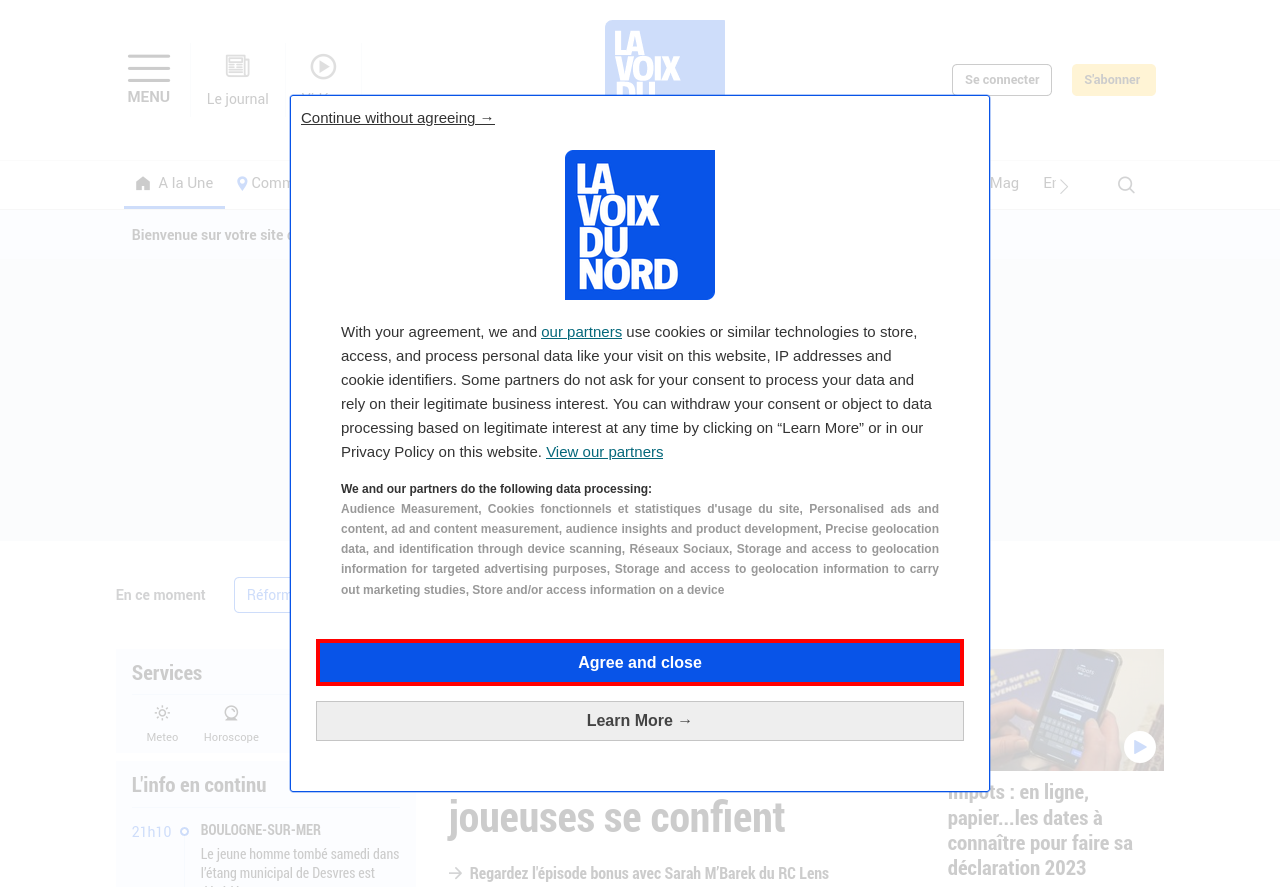 LA
VOIX
DU
MENU
Le journal
Se connecter
S'abonner
Continue without agreeing →
LA
VOIX
DU
NORD
A la Une
Mag
Bienvenue sur votre site
With your agreement, we and our partners use cookies or similar technologies to store,
access, and process personal data like your visit on this website, IP addresses and
cookie identifiers. Some partners do not ask for your consent to process your data and
rely on their legitimate business interest. You can withdraw your consent or object to data
processing based on legitimate interest at any time by clicking on “Learn More” or in our
Privacy Policy on this website. View our partners
We and our partners do the following data processing:
Audience Measurement, Cookies fonctionnels et statistiques d'usage du site, Personalised ads and
content, ad and content measurement, audience insights and product development, Precise geolocation
data, and identification through device scanning, Réseaux Sociaux, Storage and access to geolocation
information for targeted advertising purposes, Storage and access to geolocation information to carry
out marketing studies, Store and/or access information on a device
En ce moment
Agree and close
Learn More →
Services
Meteo
Horoscope
L'info en continu
21h10
BOULOGNE-SUR-MER
Le jeune homme tombé samedi dans
l'étang municipal de Desvres est
joueuses se confient
→ Regardez l'épisode bonus avec Sarah M'Barek du RC Lens
Impôts : en ligne,
papier...les dates à
connaître pour faire sa
déclaration 2023